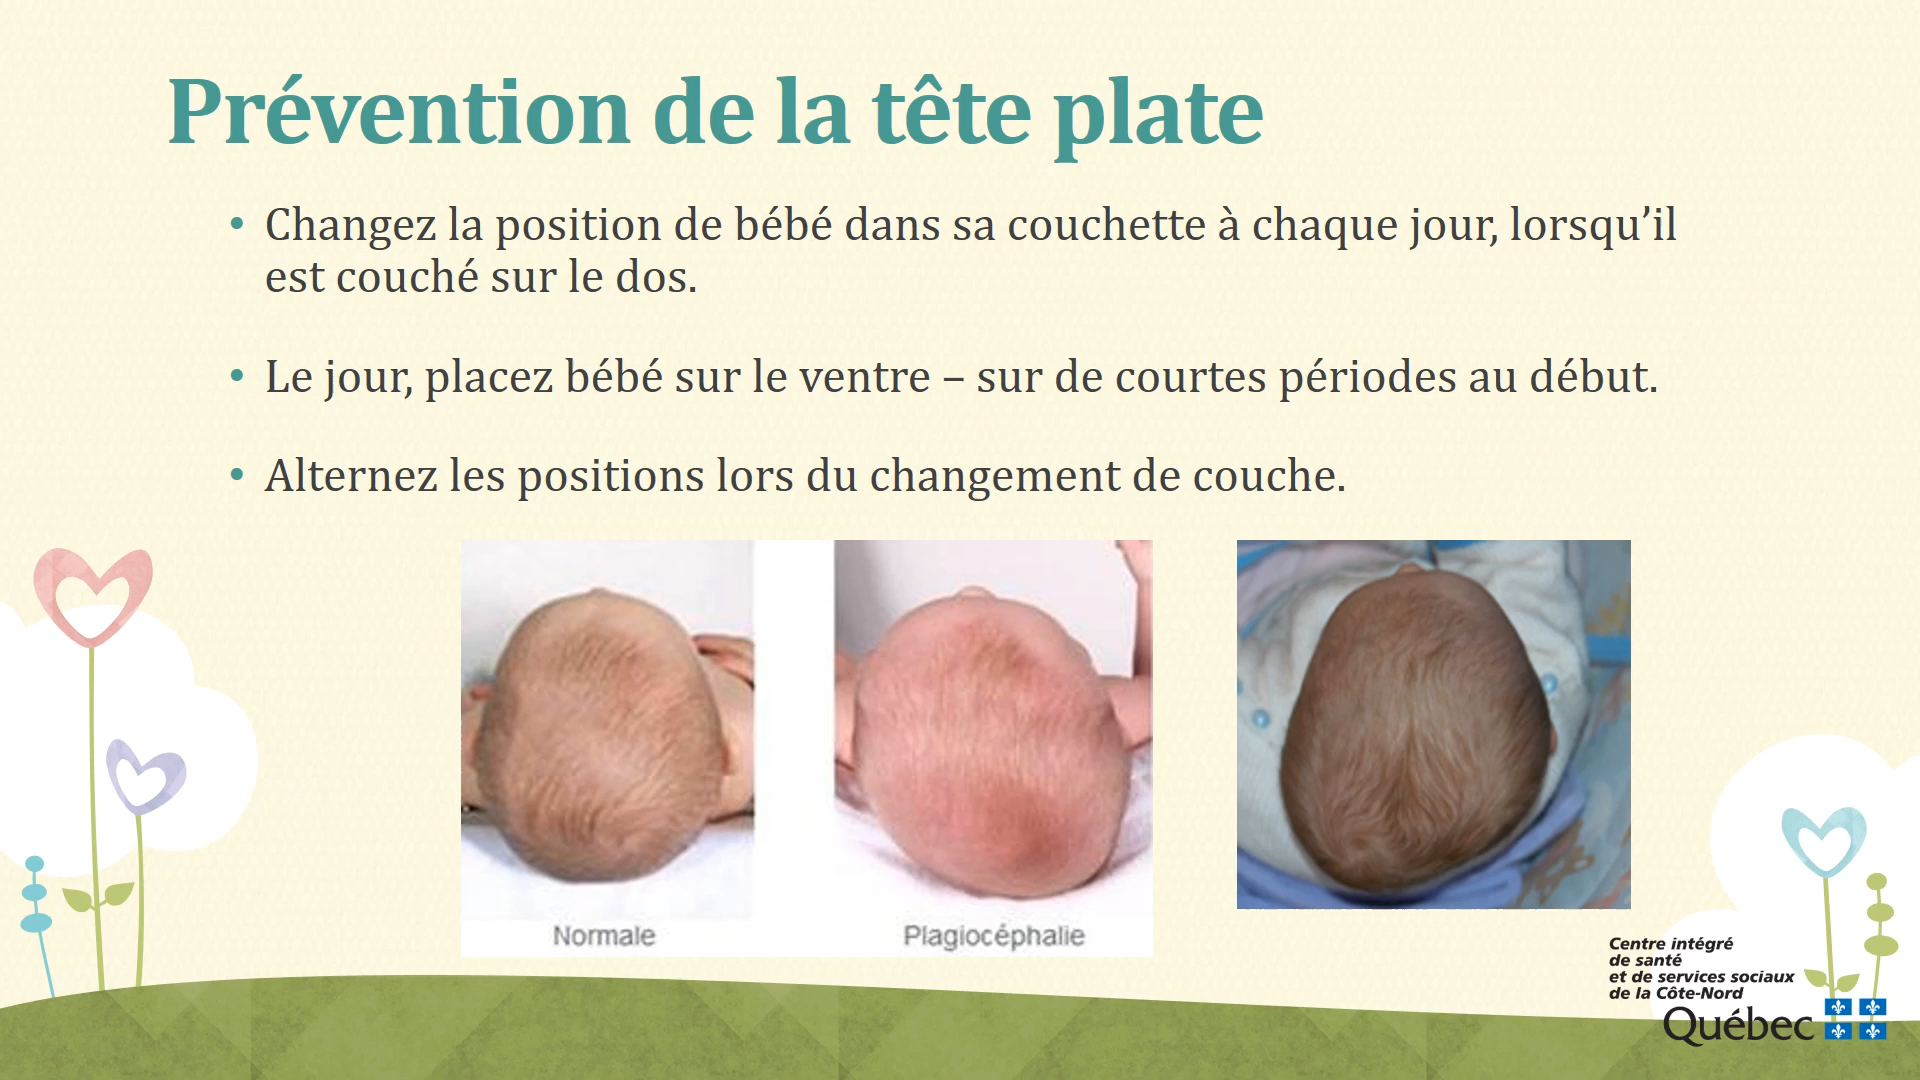 Prévention de la tête plate
• Changez la position de bébé dans sa couchette à chaque jour, lorsqu’il
est couché sur le dos.
• Le jour, placez bébé sur le ventre – sur de courtes périodes au début.
• Alternez les positions lors du changement de couche.
Normale
Plagiocéphalie
Centre intégré
de santé
et de services sociaux
de la Côte-Nord
Québec